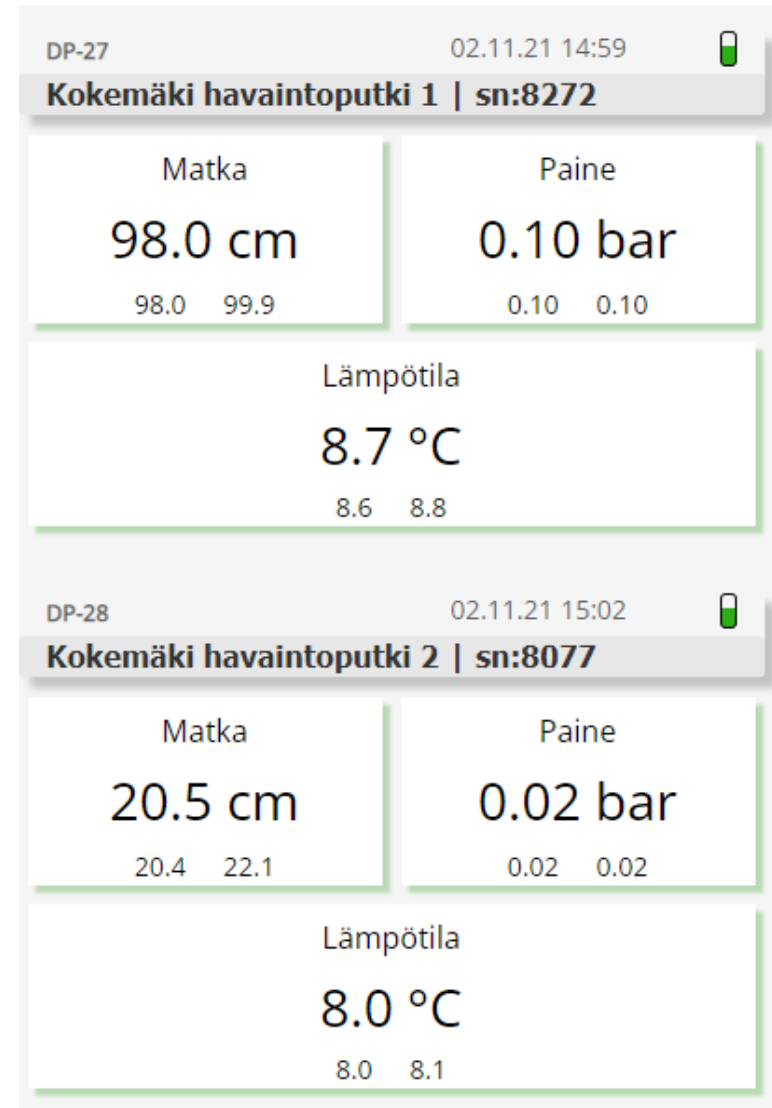 DP-27 02.11.21 14:59
Kokemäki havaintoputki 1 | sn:8272
Matka Paine
98.0 cm 0.10 bar
98.0 99.9 0.10 0.10
Lämpötila
8.7 °C
8.6 8.8
DP-28 02.11.21 15:02
Kokemäki havaintoputki 2 | sn:8077
Matka Paine
20.5 cm 0.02 bar
20.4 22.1 0.02 0.02
Lämpötila
8.0 °C
8.0 8.1